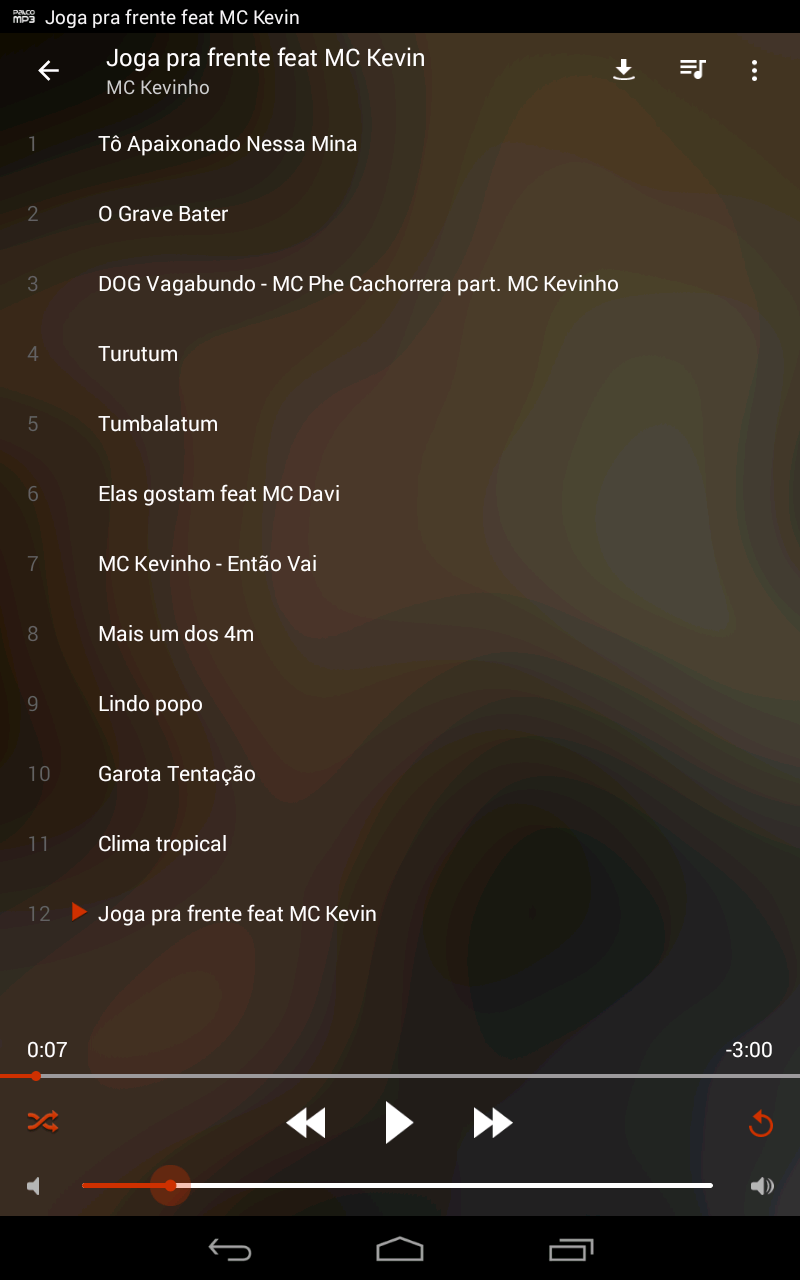 PALCO
MP3
Joga pra frente feat MC Kevin
Joga pra frente feat MC Kevin
MC Kevinho
1 Tô Apaixonado Nessa Mina
2 O Grave Bater
3 DOG Vagabundo - MC Phe Cachorrera part. MC Kevinho
4 Turutum
5 Tumbalatum
6 Elas gostam feat MC Davi
7 MC Kevinho - Então Vai
8 Mais um dos 4m
9 Lindo popo
10 Garota Tentação
11 Clima tropical
12 Joga pra frente feat MC Kevin
0:07 -3:00